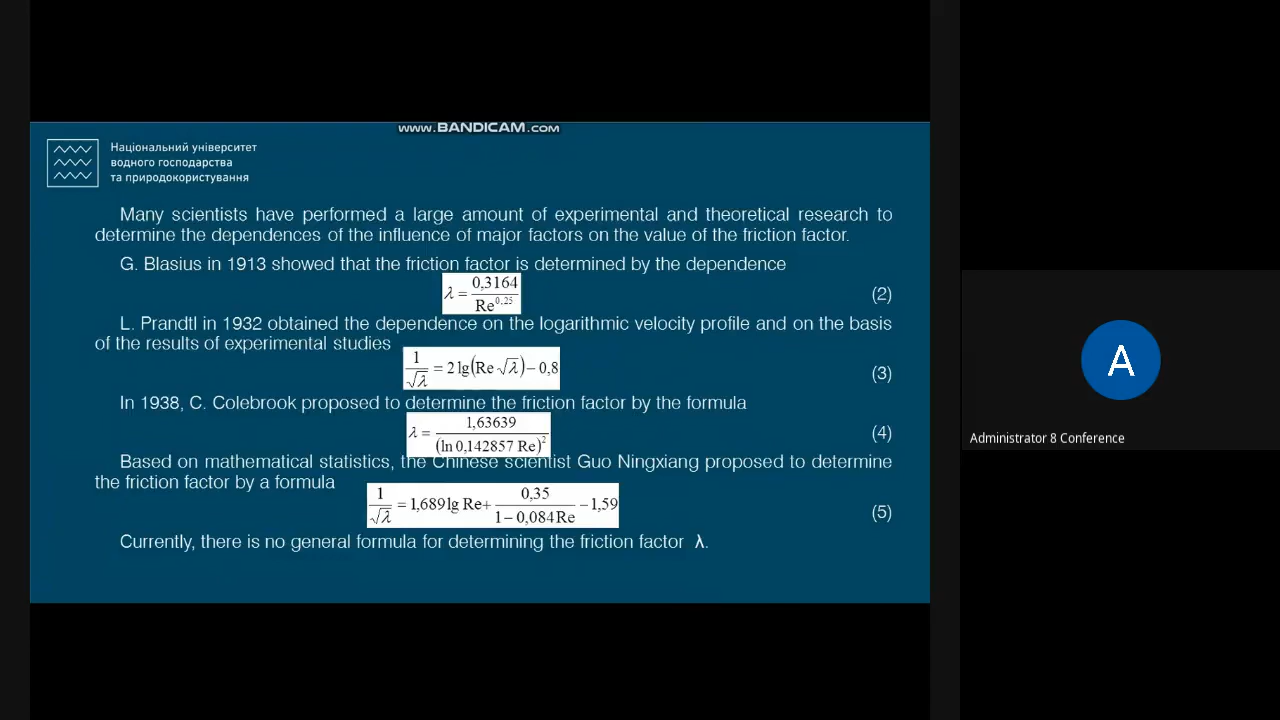 www.BANDICAM.com
Національний університет
водного господарства
та природокористування
Many scientists have performed a large amount of experimental and theoretical research to
determine the dependences of the influence of major factors on the value of the friction factor.
G. Blasius in 1913 showed that the friction factor is determined by the dependence
λ = 0,3164 / Re^0,25 (2)
L. Prandtl in 1932 obtained the dependence on the logarithmic velocity profile and on the basis
of the results of experimental studies
1/√λ = 2 lg(Re √λ) − 0,8 (3)
In 1938, C. Colebrook proposed to determine the friction factor by the formula
λ = 1,63639 / (ln 0,142857 Re)^2 (4)
Based on mathematical statistics, the Chinese scientist Guo Ningxiang proposed to determine
the friction factor by a formula
1/√λ = 1,689 lg Re + 0,35 / (1 − 0,084 Re) − 1,59 (5)
Currently, there is no general formula for determining the friction factor λ.
A
Administrator 8 Conference